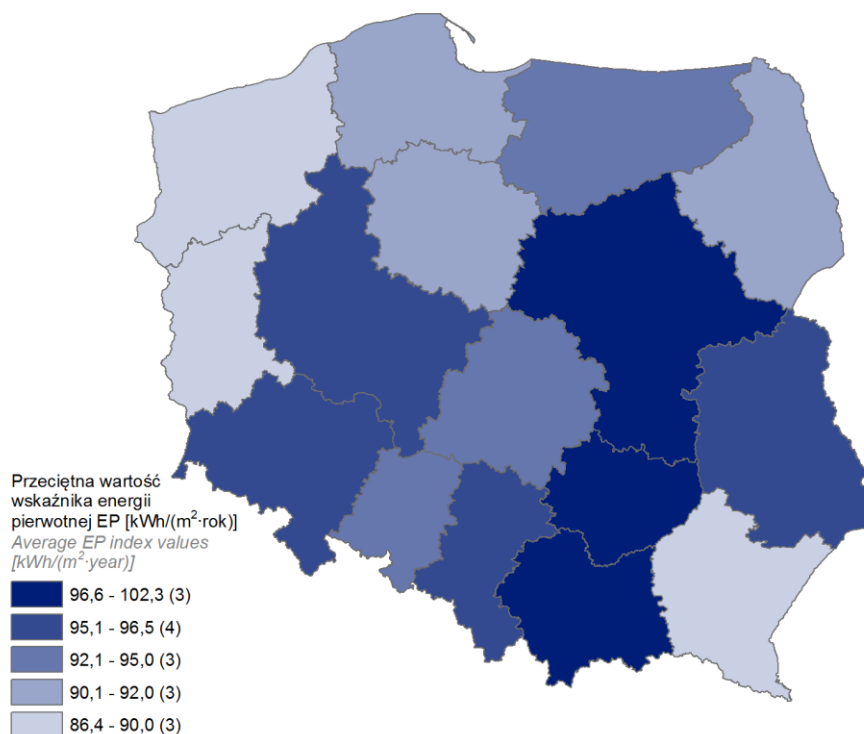 Przeciętna wartość
wskaźnika energii
pierwotnej EP [kWh/(m²·rok)]
Average EP index values
[kWh/(m²·year)]
96,6 - 102,3 (3)
95,1 - 96,5 (4)
92,1 - 95,0 (3)
90,1 - 92,0 (3)
86,4 - 90,0 (3)